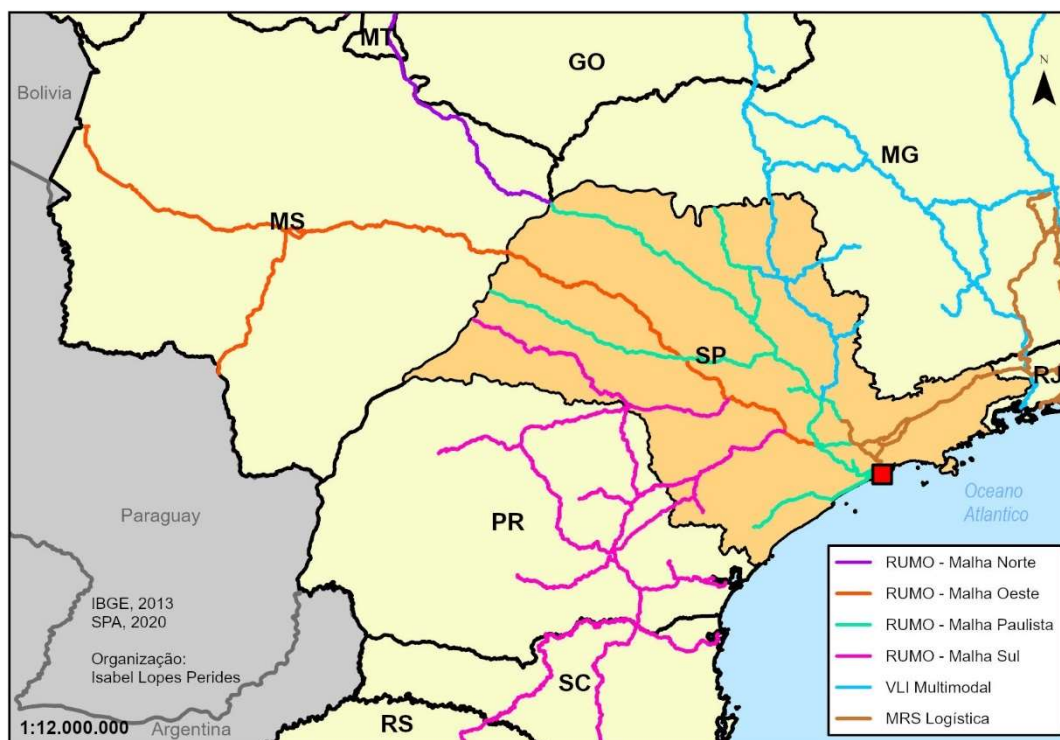 MT
GO
N
Bolivia
MG
MS
SP
RJ
Oceano
Atlantico
Paraguay
PR
IBGE, 2013
SPA, 2020
Organização:
Isabel Lopes Perides
SC
RS
1:12.000.000
Argentina
RUMO - Malha Norte
RUMO - Malha Oeste
RUMO - Malha Paulista
RUMO - Malha Sul
VLI Multimodal
MRS Logística